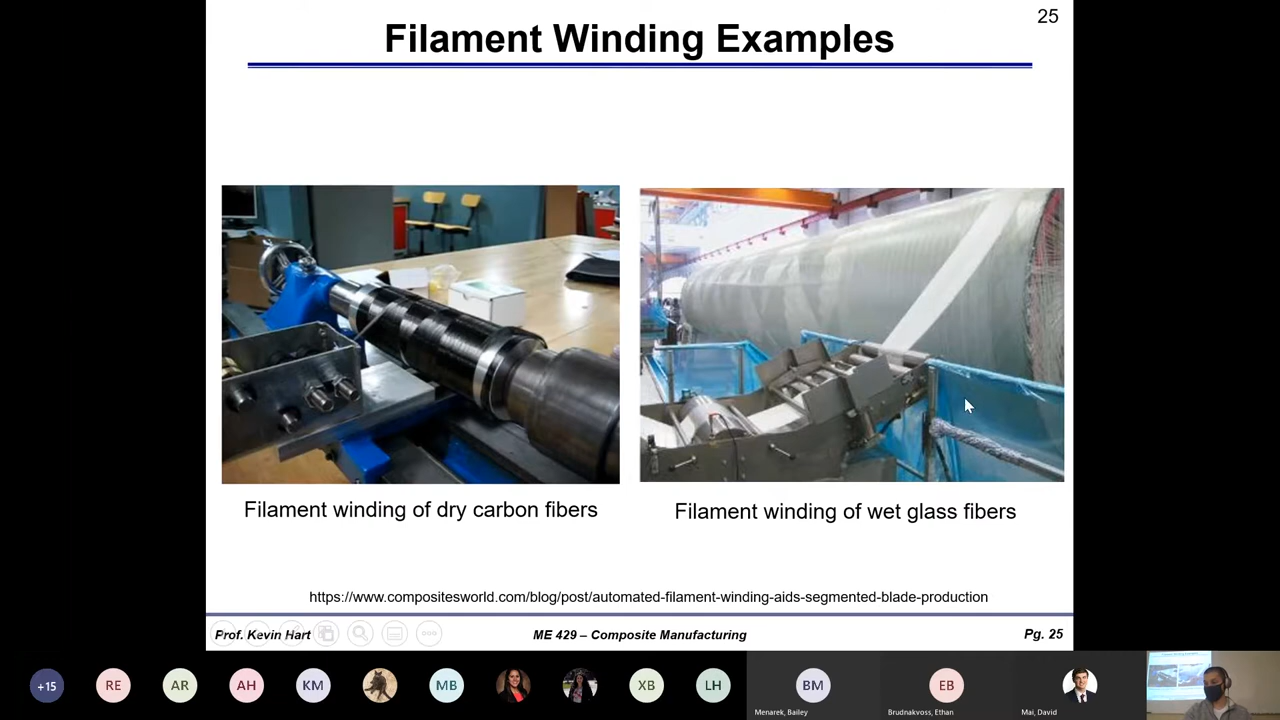 25
Filament Winding Examples
Filament winding of dry carbon fibers
Filament winding of wet glass fibers
https://www.compositesworld.com/blog/post/automated-filament-winding-aids-segmented-blade-production
Prof. Kevin Hart
ME 429 – Composite Manufacturing
Pg. 25
+15
RE
AR
AH
KM
MB
XB
LH
BM
EB
Menarek, Bailey
Brudnakvoss, Ethan
Mai, David